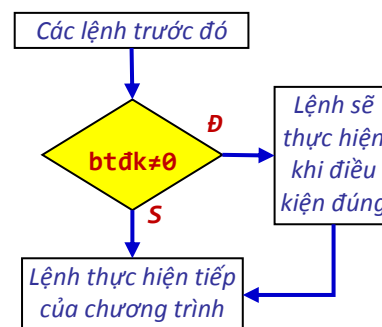 Các lệnh trước đó
Đ
btđk≠0
S
Lệnh sẽ
thực hiện
khi điều
kiện đúng
Lệnh thực hiện tiếp
của chương trình